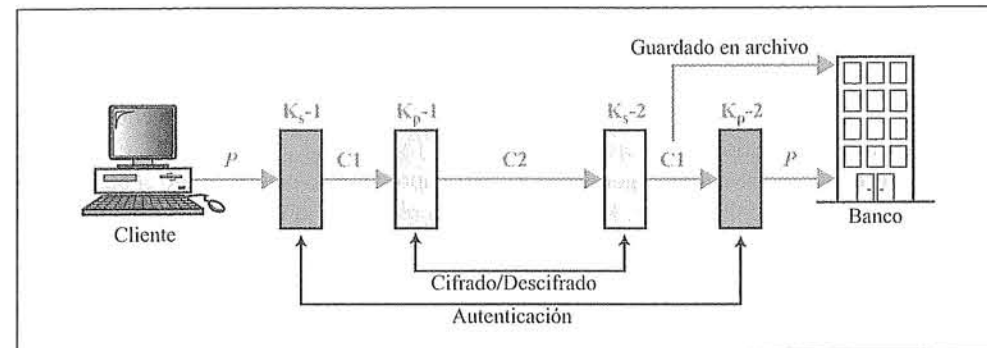 Guardado en archivo
Ks-1
Kp-1
Ks-2
Kp-2
P
C1
C2
C1
P
Cliente
Banco
Cifrado/Descifrado
Autenticación